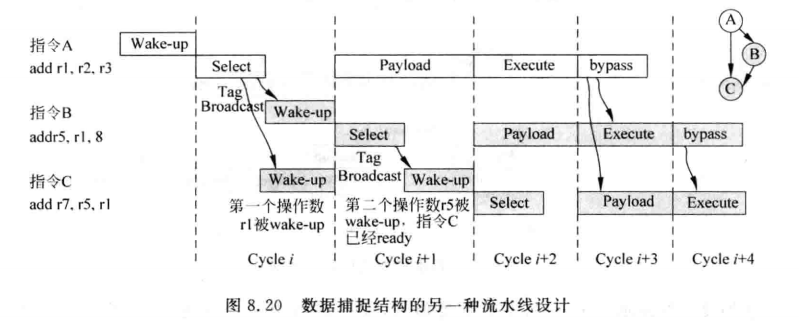 指令A
add r1, r2, r3
Wake-up
Select
Payload
Execute
bypass
Tag
Broadcast
Wake-up
指令B
addr5, r1, 8
Select
Payload
Execute
bypass
Tag
Broadcast
指令C
add r7, r5, r1
Wake-up
Wake-up
Select
Payload
Execute
第一个操作数
r1被wake-up
第二个操作数r5被
wake-up，指令C
已经ready
Cycle i
Cycle i+1
Cycle i+2
Cycle i+3
Cycle i+4
A
B
C
图 8.20 数据捕捉结构的另一种流水线设计